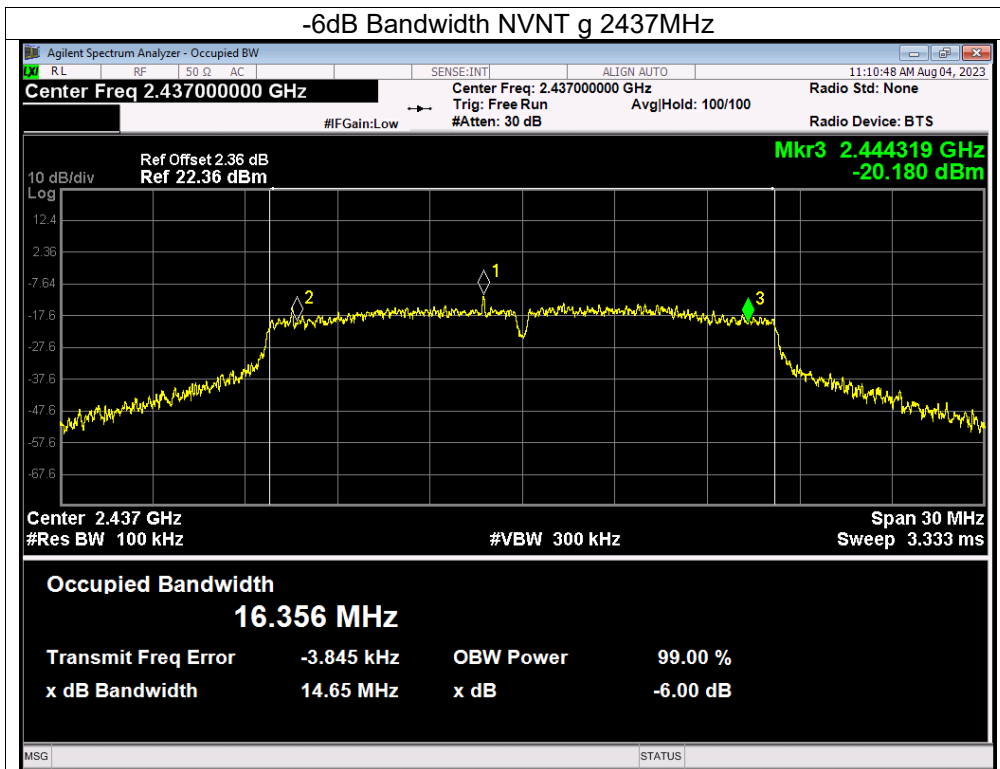 -6dB Bandwidth NVNT g 2437MHz
Agilent Spectrum Analyzer - Occupied BW
LXI RL RF 50 Ω AC SENSE:INT ALIGN AUTO 11:10:48 AM Aug 04, 2023
Center Freq 2.437000000 GHz Center Freq: 2.437000000 GHz Radio Std: None
Trig: Free Run Avg|Hold: 100/100
#IFGain:Low #Atten: 30 dB Radio Device: BTS
Mkr3 2.444319 GHz
Ref Offset 2.36 dB
10 dB/div Ref 22.36 dBm -20.180 dBm
Log
12.4
2.36
-7.64
-17.6
-27.6
-37.6
-47.6
-57.6
-67.6
1
2
3
Center 2.437 GHz Span 30 MHz
#Res BW 100 kHz #VBW 300 kHz Sweep 3.333 ms
Occupied Bandwidth
16.356 MHz
Transmit Freq Error -3.845 kHz OBW Power 99.00 %
x dB Bandwidth 14.65 MHz x dB -6.00 dB
MSG STATUS